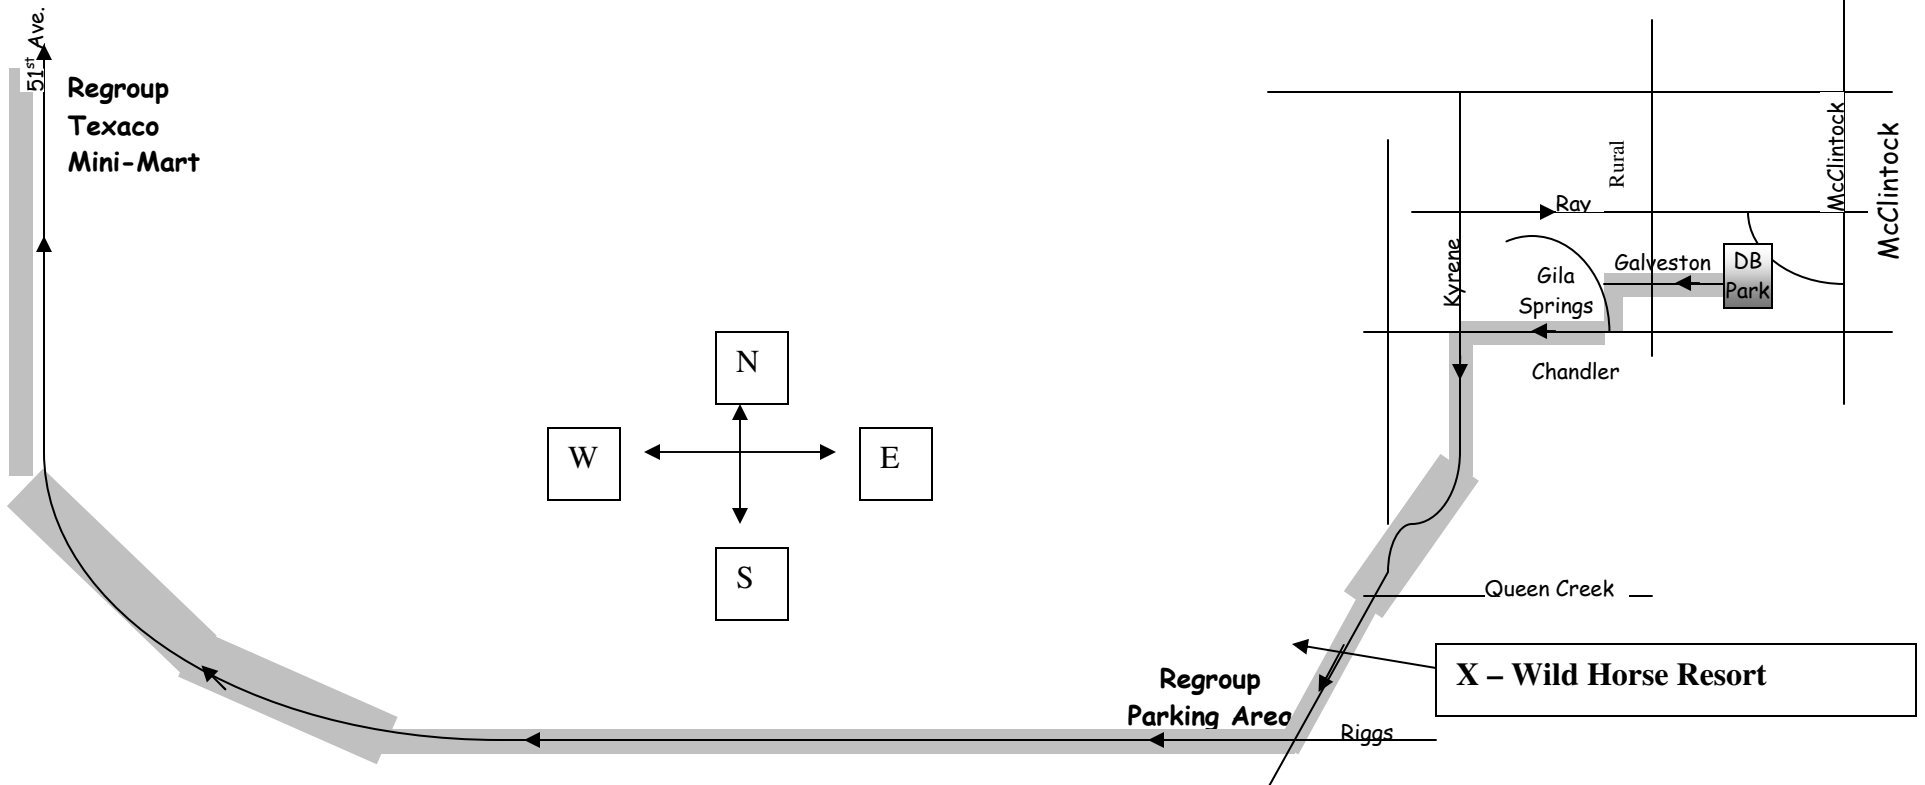 51st Ave.
Regroup
Texaco
Mini-Mart
McClintock
McClintock
Rural
Ray
Kyrene
Gila
Springs
Galveston
DB
Park
Chandler
N
W
E
S
Queen Creek
X – Wild Horse Resort
Regroup
Parking Area
Riggs